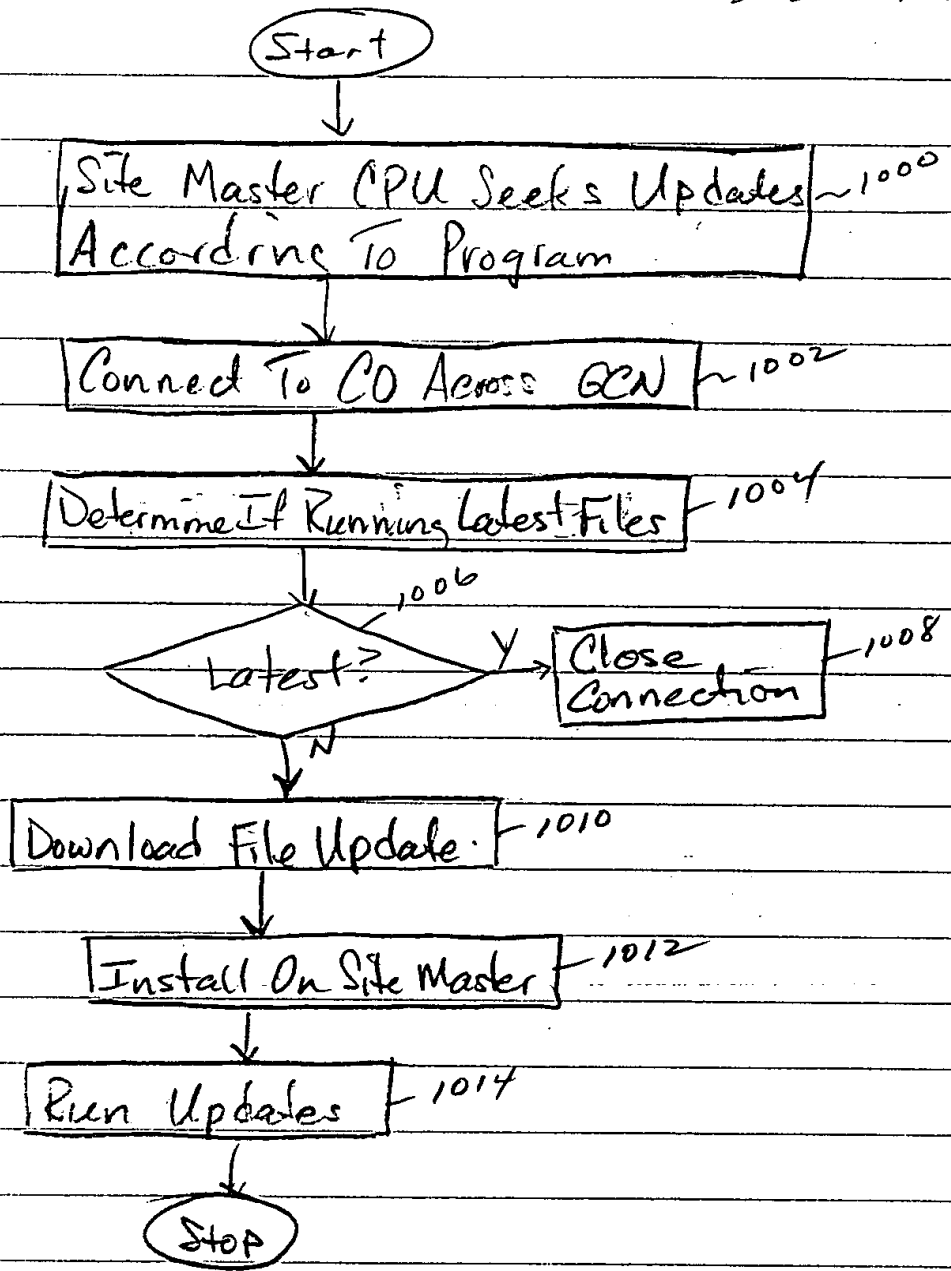 Start
Site Master CPU Seeks Updates
According To Program
1000
Connect To CO Across GCN
1002
Determine If Running Latest Files
1004
1006
Latest?
Y
Close
Connection
1008
N
Download File Update.
1010
Install On Site Master
1012
Run Updates
1014
Stop